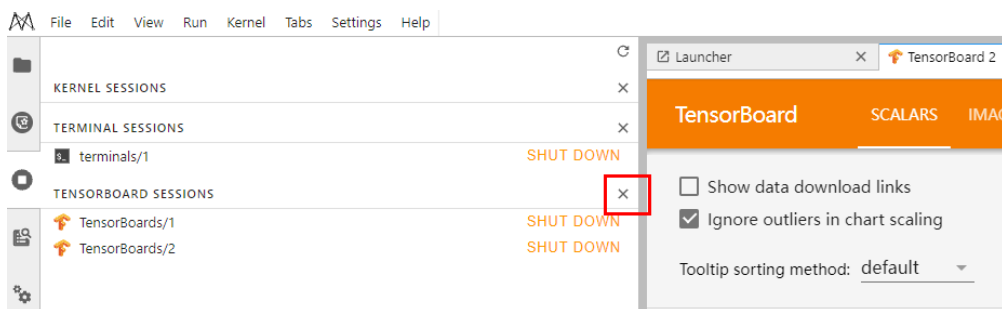 File Edit View Run Kernel Tabs Settings Help
KERNEL SESSIONS
TERMINAL SESSIONS
terminals/1 SHUT DOWN
TENSORBOARD SESSIONS
TensorBoards/1 SHUT DOWN
TensorBoards/2 SHUT DOWN
Launcher TensorBoard 2
TensorBoard SCALARS IMAG
Show data download links
Ignore outliers in chart scaling
Tooltip sorting method: default